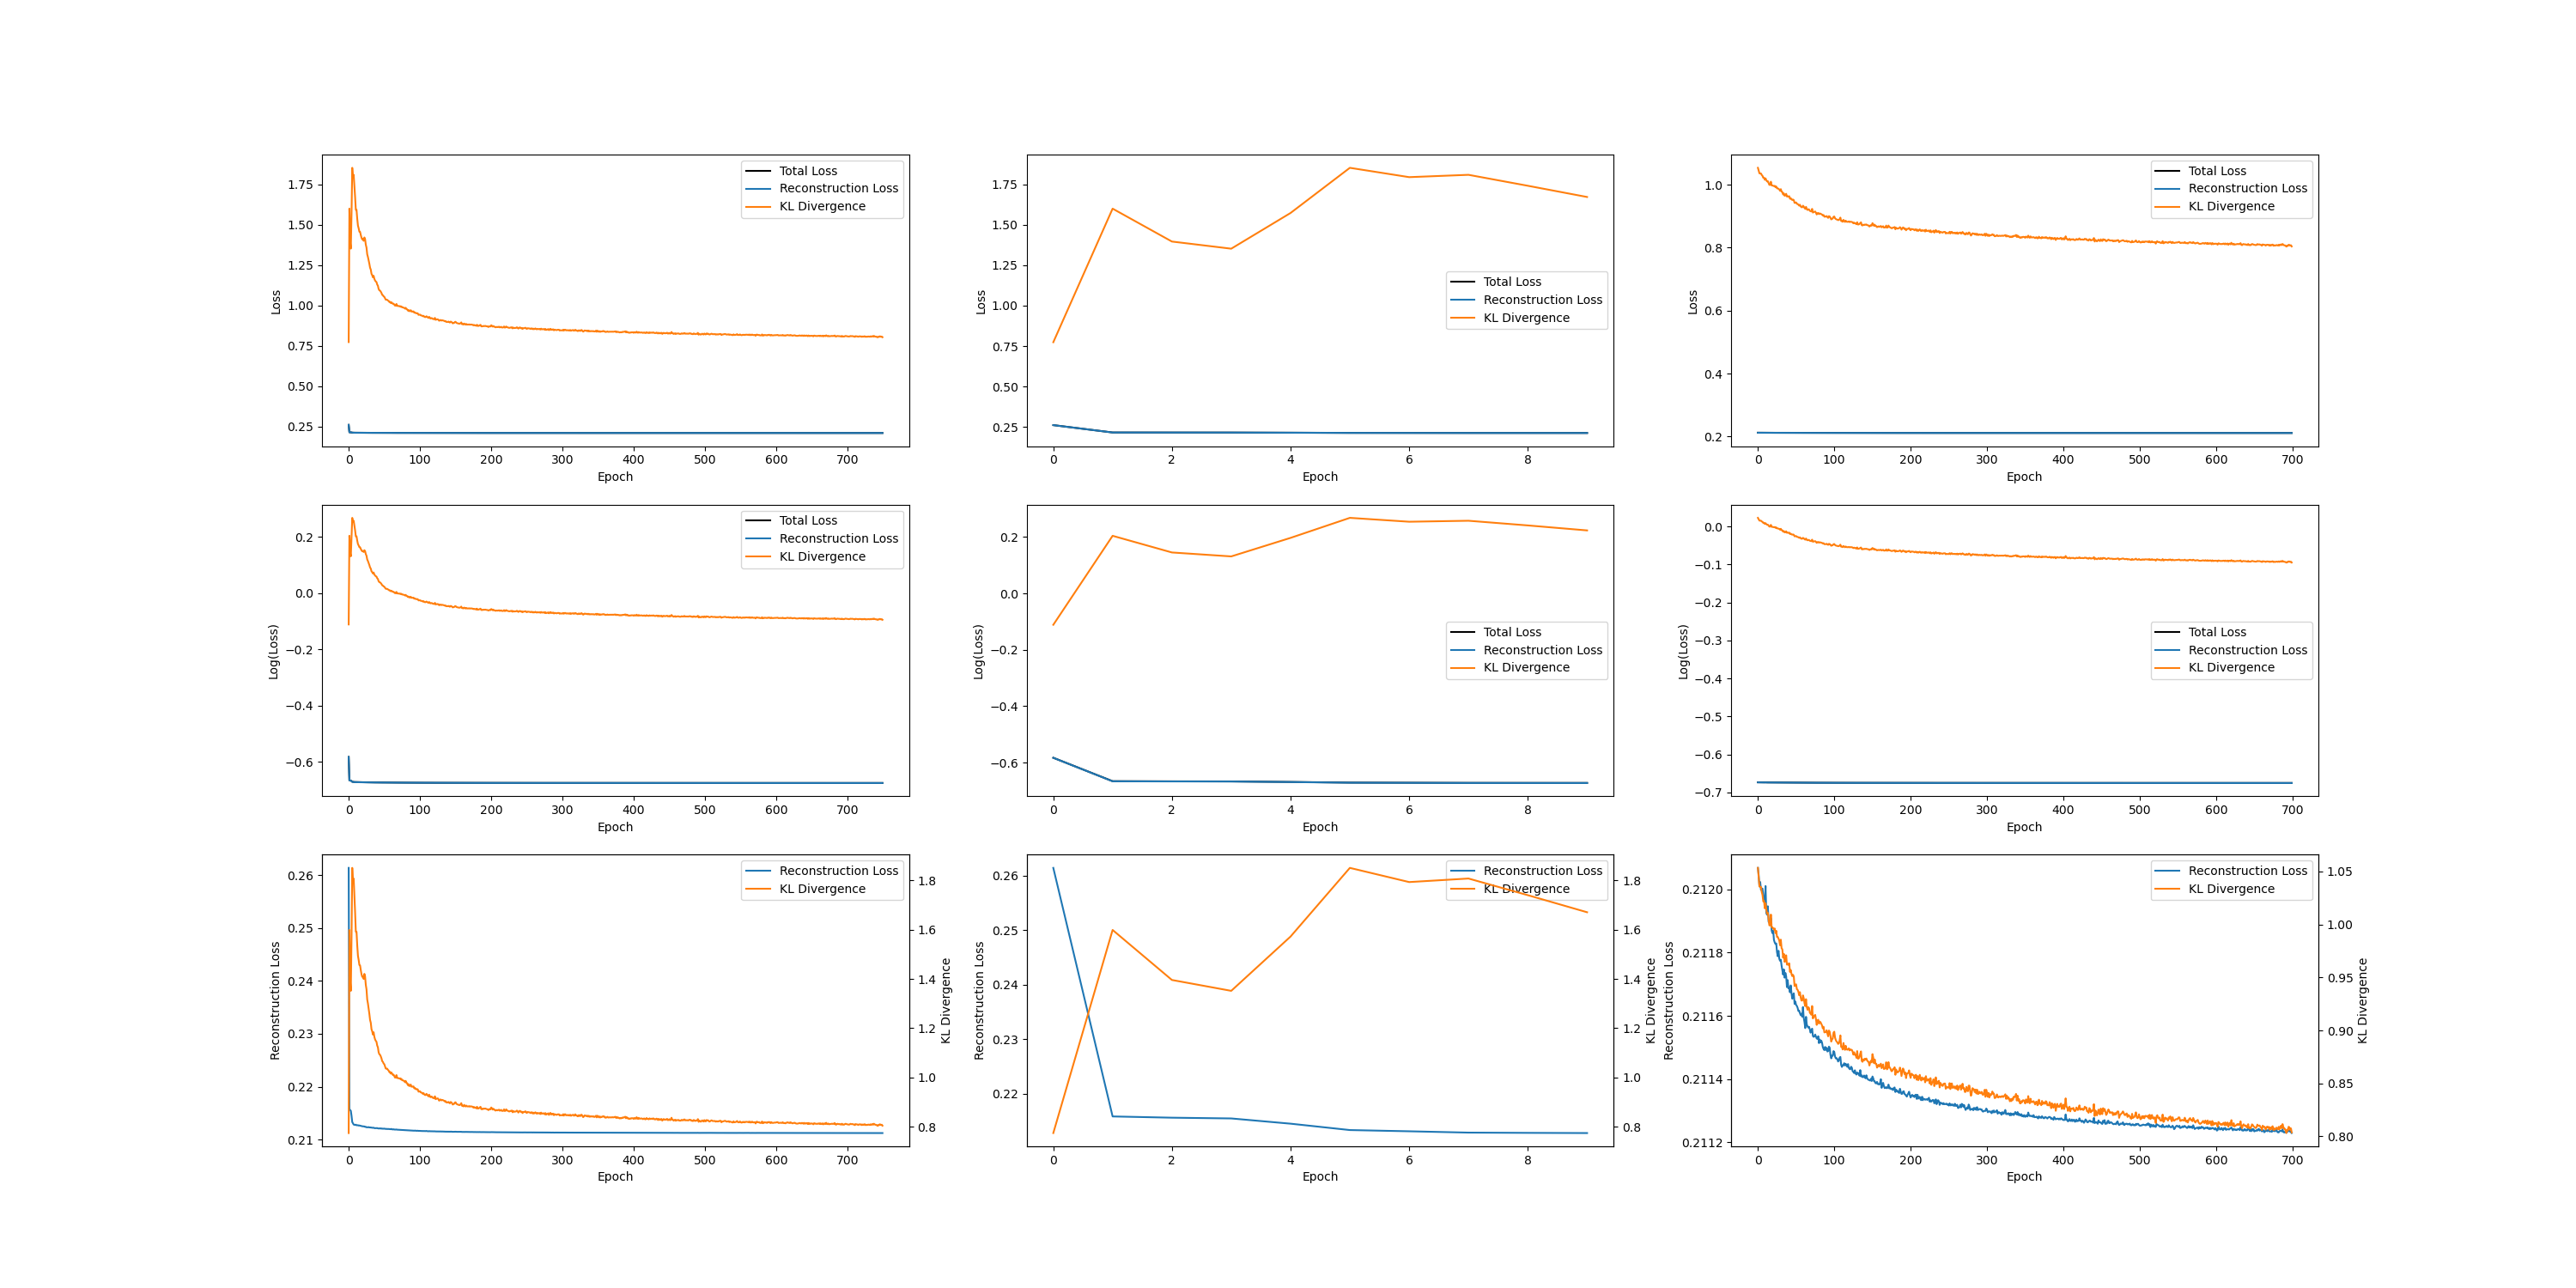 Loss
1.75
1.50
1.25
1.00
0.75
0.50
0.25
Total Loss
Reconstruction Loss
KL Divergence
0 100 200 300 400 500 600 700
Epoch
Loss
1.75
1.50
1.25
1.00
0.75
0.50
0.25
Total Loss
Reconstruction Loss
KL Divergence
0 2 4 6 8
Epoch
Loss
1.0
0.8
0.6
0.4
0.2
Total Loss
Reconstruction Loss
KL Divergence
0 100 200 300 400 500 600 700
Epoch
Log(Loss)
0.2
0.0
−0.2
−0.4
−0.6
Total Loss
Reconstruction Loss
KL Divergence
0 100 200 300 400 500 600 700
Epoch
Log(Loss)
0.2
0.0
−0.2
−0.4
−0.6
Total Loss
Reconstruction Loss
KL Divergence
0 2 4 6 8
Epoch
Log(Loss)
0.0
−0.1
−0.2
−0.3
−0.4
−0.5
−0.6
−0.7
Total Loss
Reconstruction Loss
KL Divergence
0 100 200 300 400 500 600 700
Epoch
Reconstruction Loss
0.26
0.25
0.24
0.23
0.22
0.21
Reconstruction Loss
KL Divergence
1.8
1.6
1.4
1.2
1.0
0.8
KL Divergence
0 100 200 300 400 500 600 700
Epoch
Reconstruction Loss
0.26
0.25
0.24
0.23
0.22
Reconstruction Loss
KL Divergence
1.8
1.6
1.4
1.2
1.0
0.8
KL Divergence
0 2 4 6 8
Epoch
Reconstruction Loss
0.2120
0.2118
0.2116
0.2114
0.2112
Reconstruction Loss
KL Divergence
1.05
1.00
0.95
0.90
0.85
0.80
KL Divergence
0 100 200 300 400 500 600 700
Epoch